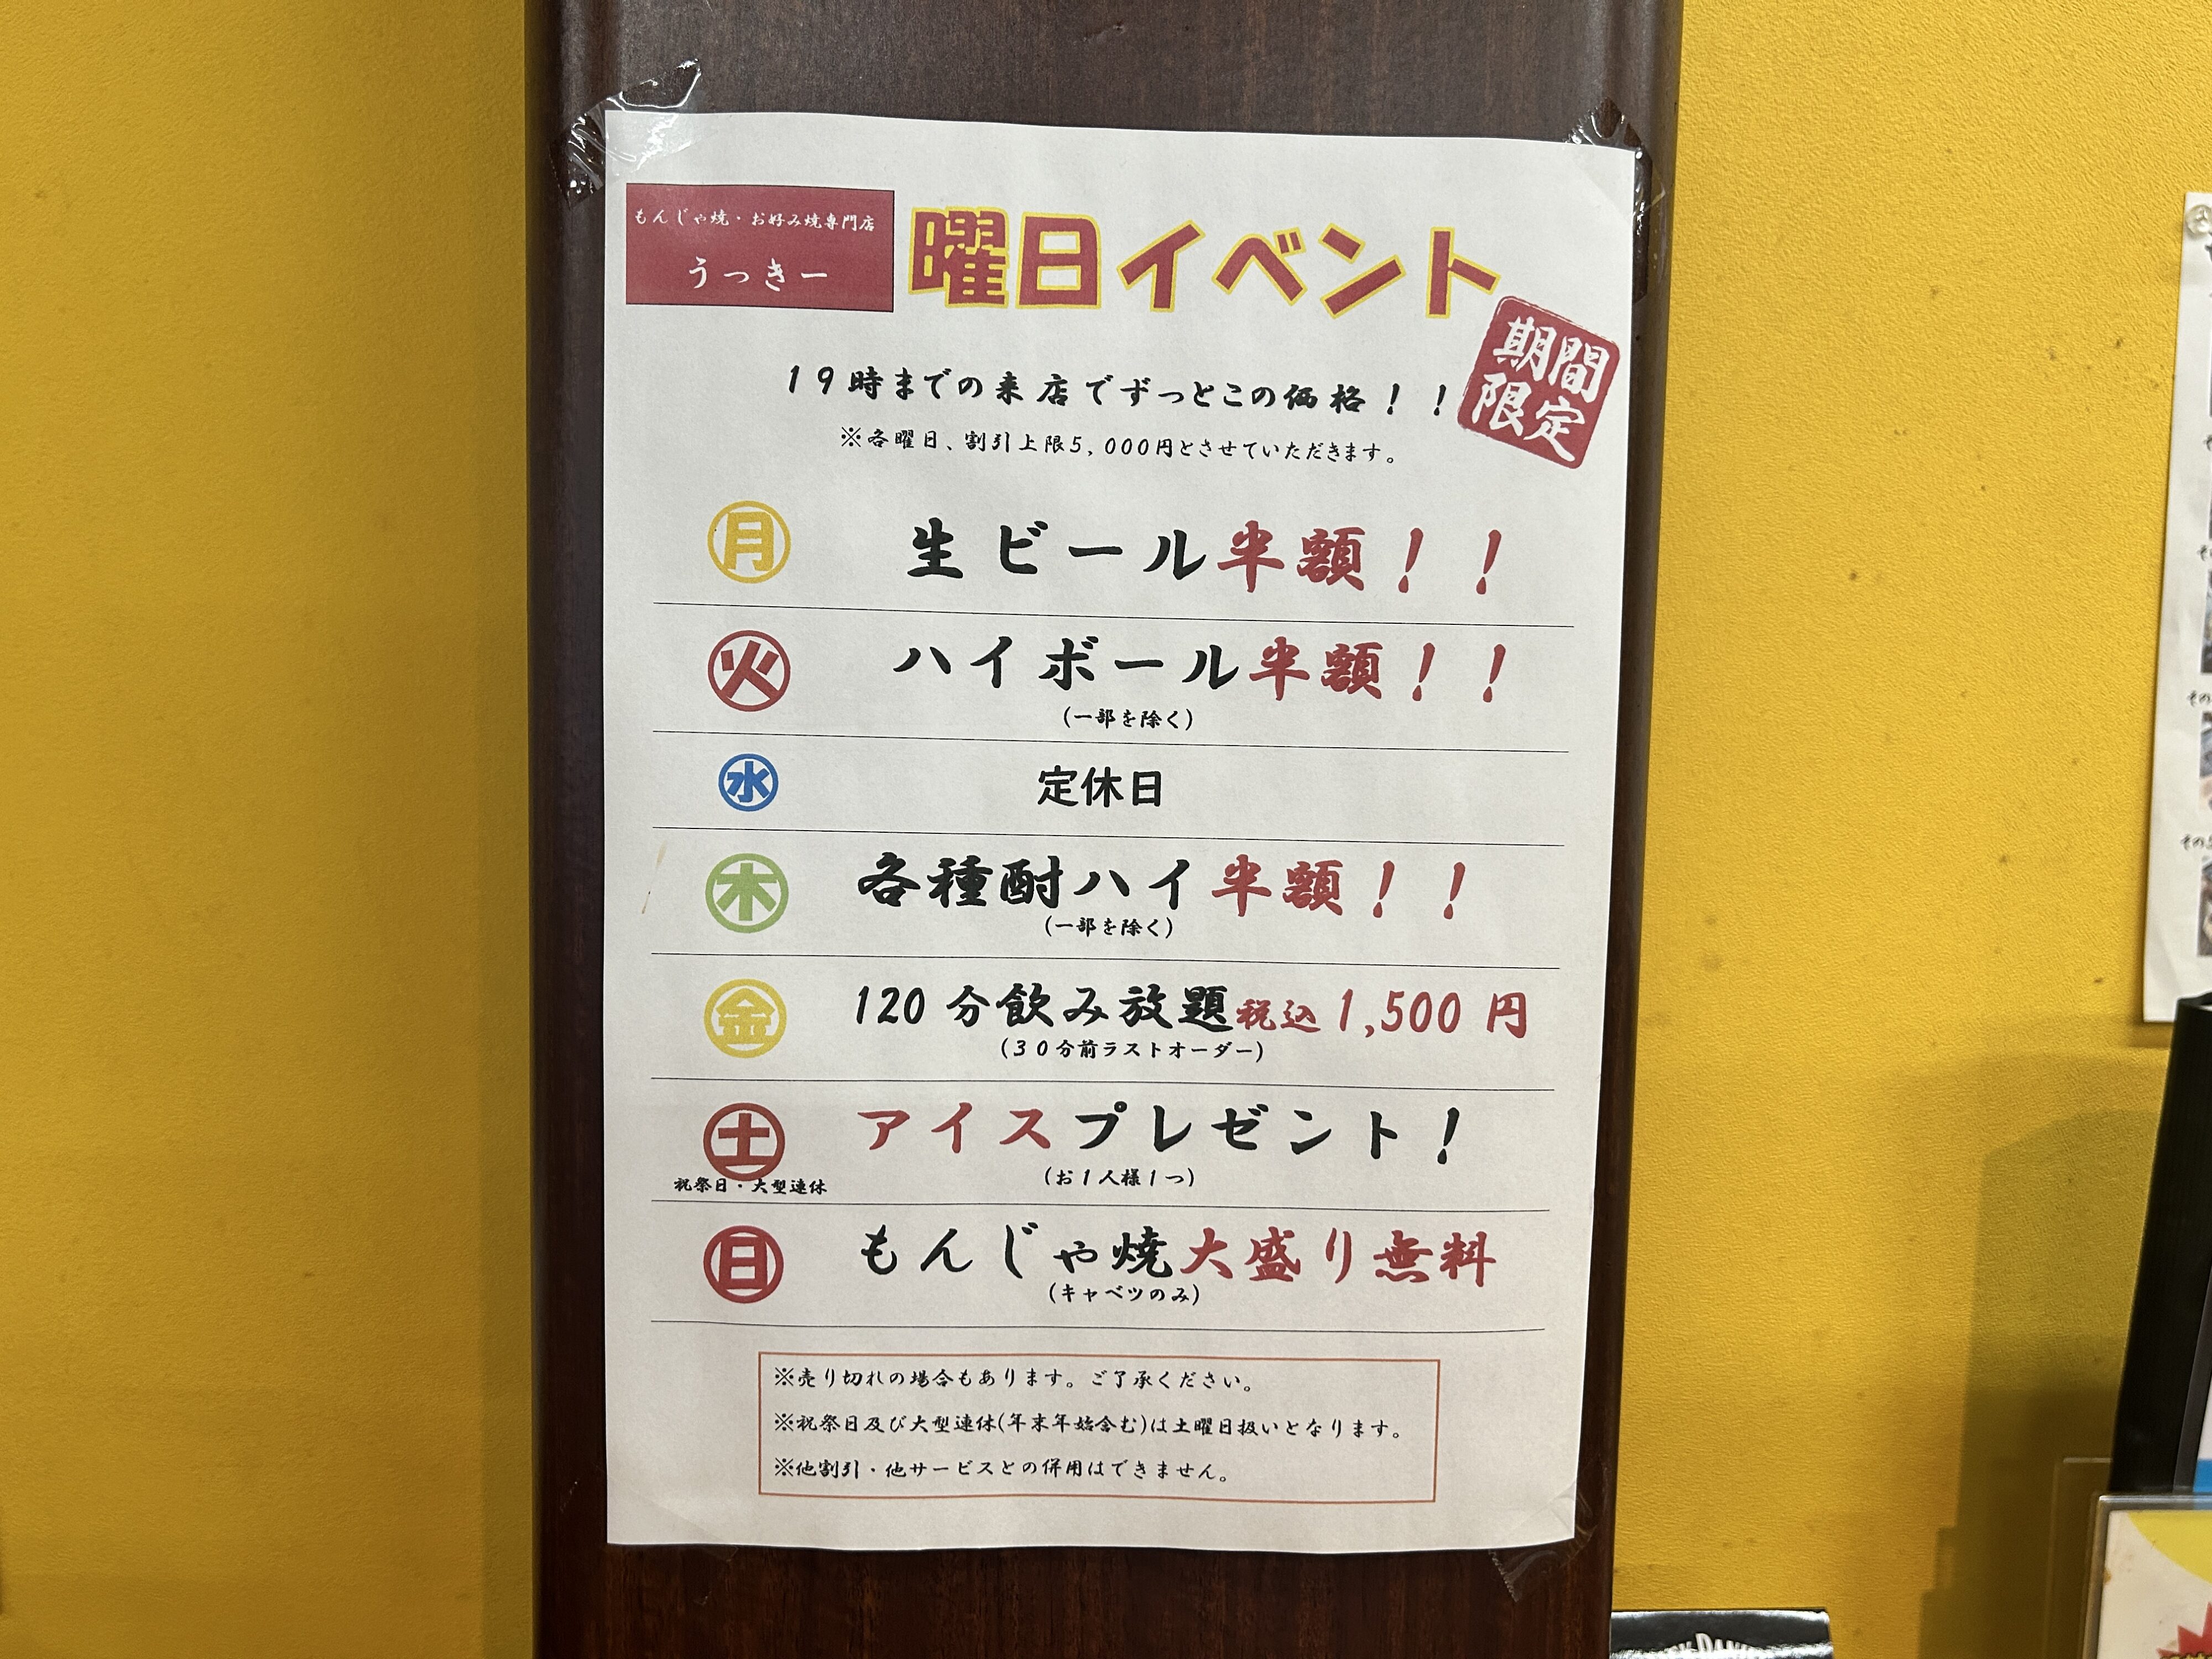 もんじゃ焼・お好み焼専門店
うっきー
曜日イベント
期間
限定
19時までの来店でずっとこの価格!!
※各曜日、割引上限5,000円とさせていただきます。
月 生ビール半額!!
火 ハイボール半額!!
(一部を除く)
水 定休日
木 各種酎ハイ半額!!
(一部を除く)
金 120分飲み放題税込1,500円
(30分前ラストオーダー)
土 アイスプレゼント!
祝祭日・大型連休 (お1人様1つ)
日 もんじゃ焼大盛り無料
(キャベツのみ)
※売り切れの場合もあります。ご了承ください。
※祝祭日及び大型連休(年末年始含む)は土曜日扱いとなります。
※他割引・他サービスとの併用はできません。